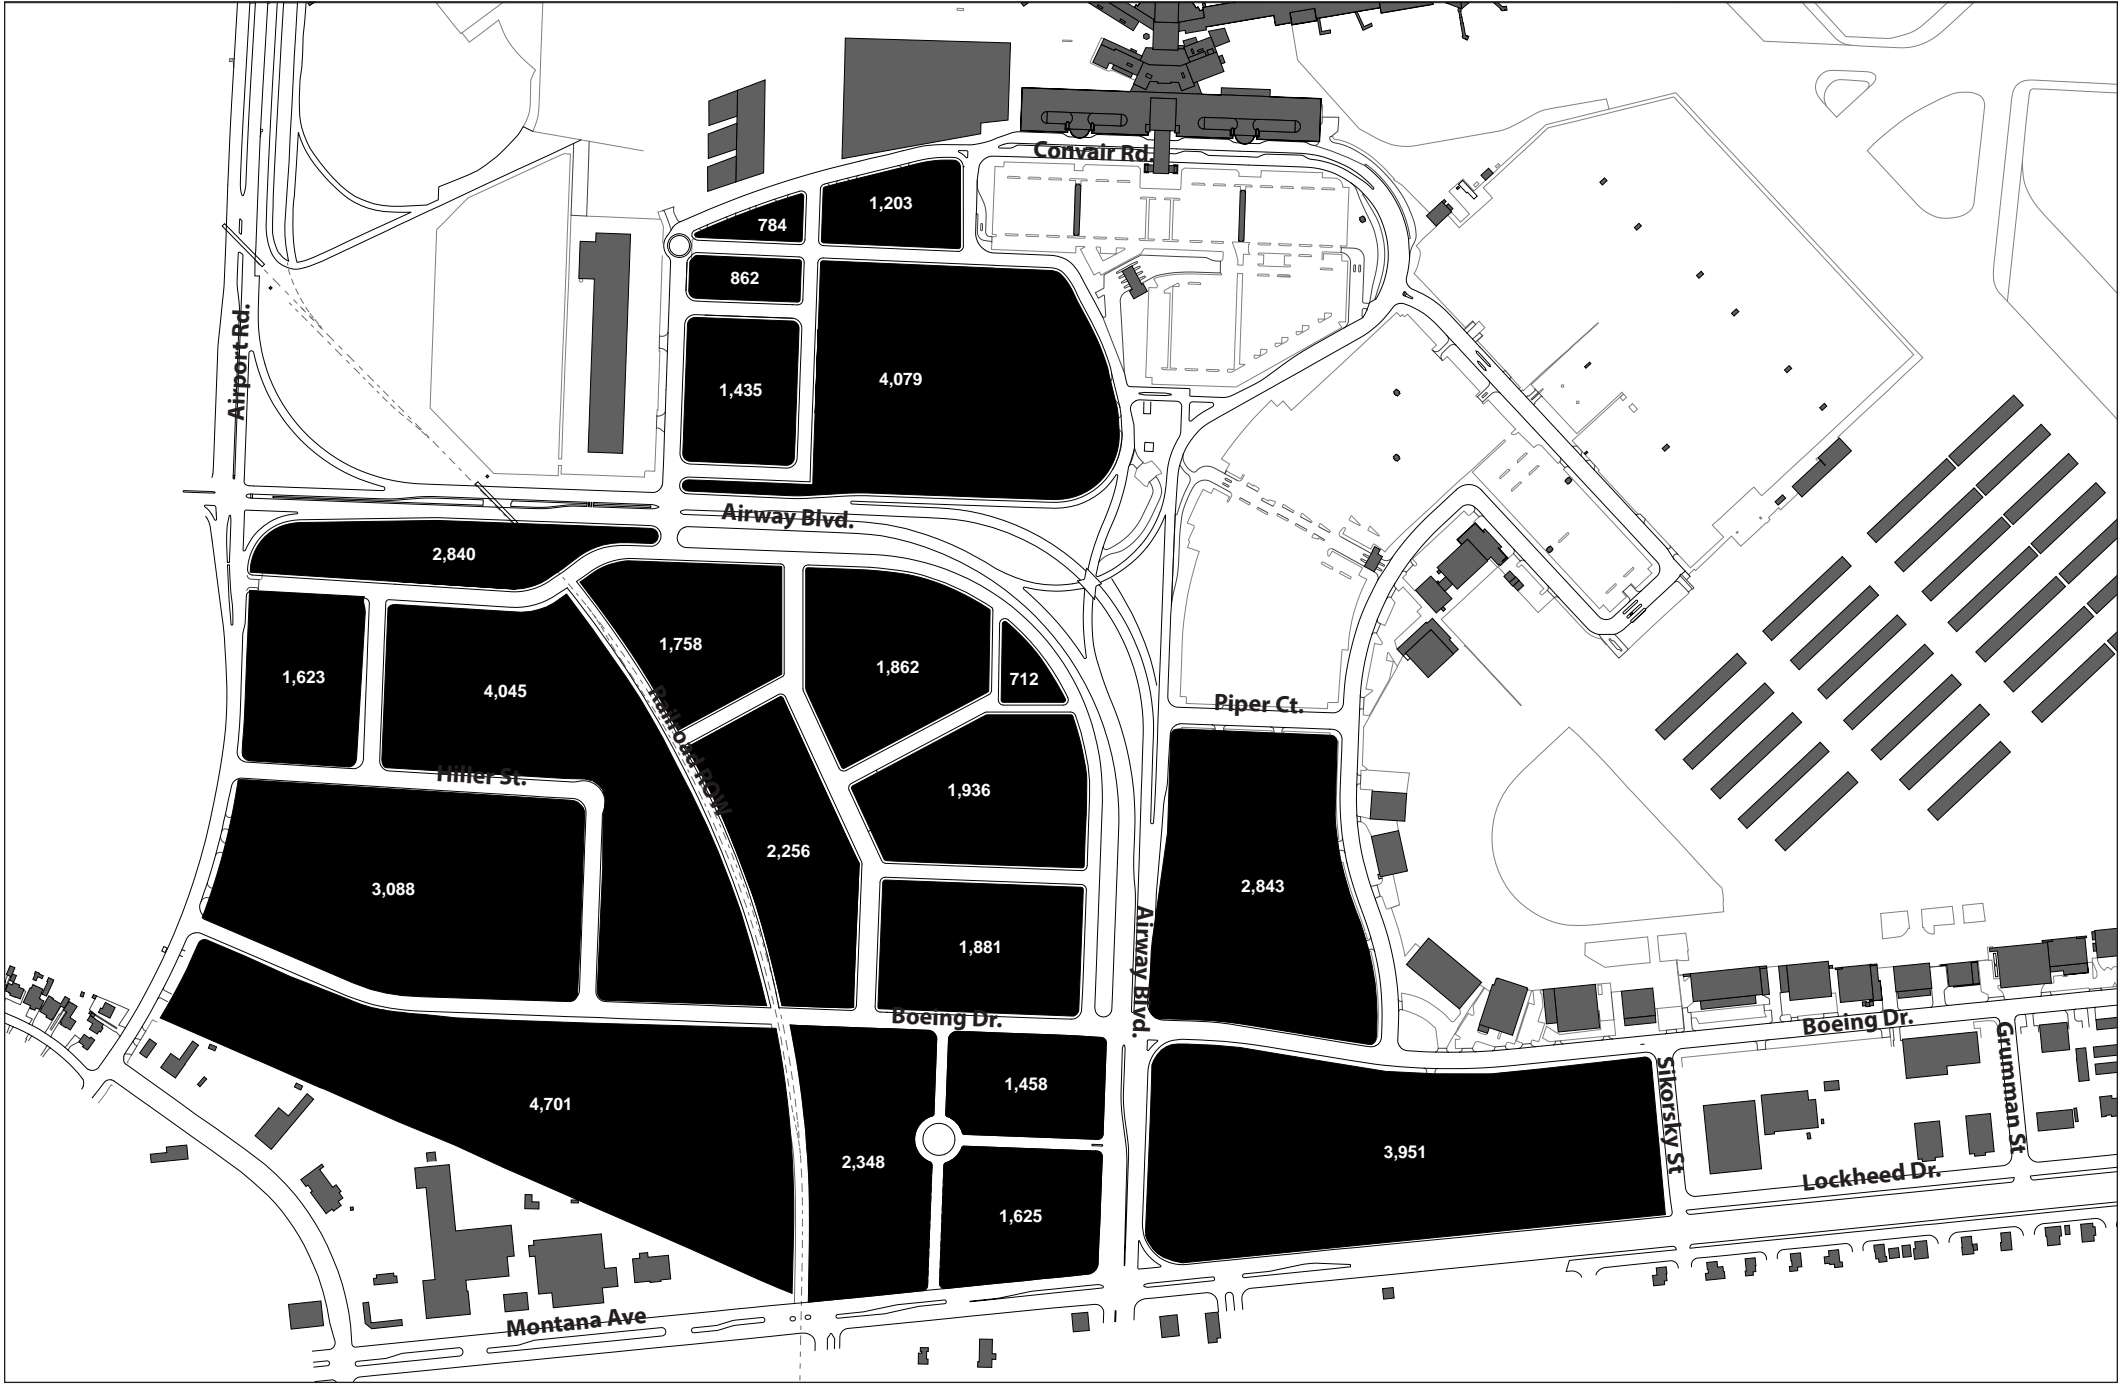 Convair Rd.
1,203
784
862
Airport Rd.
1,435
4,079
Airway Blvd.
2,840
1,623
4,045
1,758
1,862
712
Railroad ROW
Piper Ct.
Hiller St.
1,936
2,256
3,088
2,843
1,881
Airway Blvd.
Boeing Dr.
Boeing Dr.
Sikorsky St
Grumman St
4,701
1,458
2,348
3,951
Lockheed Dr.
1,625
Montana Ave